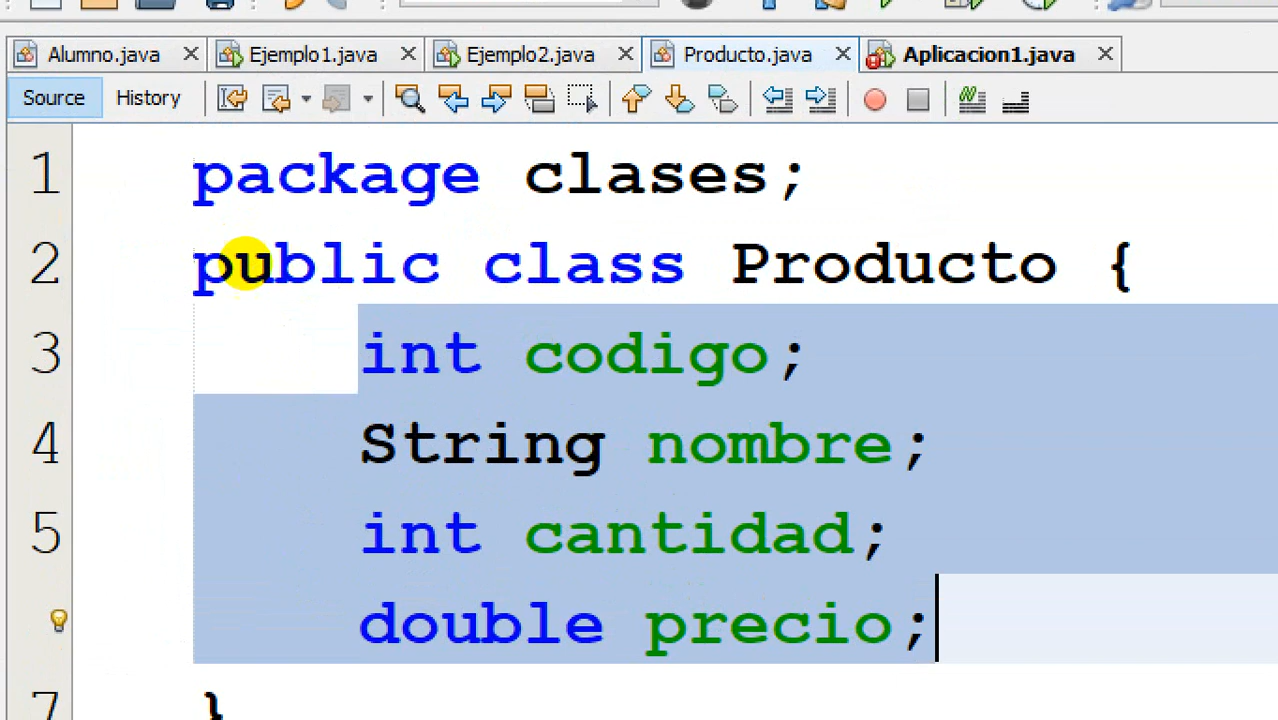 Alumno.java Ejemplo1.java Ejemplo2.java Producto.java Aplicacion1.java
Source History
1 package clases;
2 public class Producto {
3 int codigo;
4 String nombre;
5 int cantidad;
double precio;
7 }